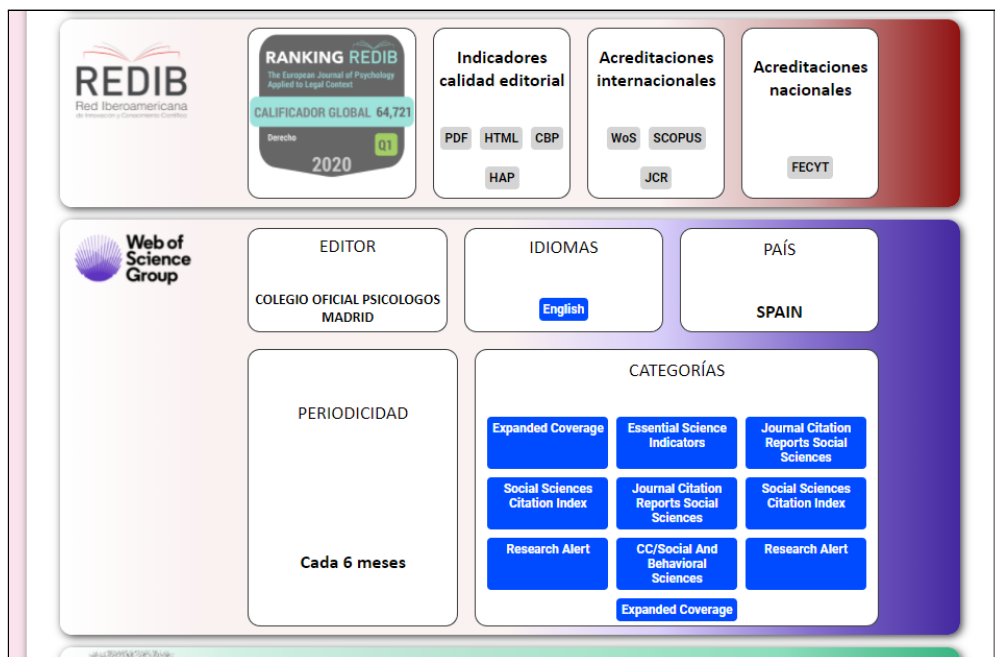 REDIB
Red Iberoamericana
de Innovación y Conocimiento Científico
RANKING REDIB
The European Journal of Psychology
Applied to Legal Context
CALIFICADOR GLOBAL 64,721
Derecho
Q1
2020
Indicadores
calidad editorial
PDF HTML CBP
HAP
Acreditaciones
internacionales
WoS SCOPUS
JCR
Acreditaciones
nacionales
FECYT
Web of
Science
Group
EDITOR
COLEGIO OFICIAL PSICOLOGOS
MADRID
IDIOMAS
English
PAÍS
SPAIN
PERIODICIDAD
Cada 6 meses
CATEGORÍAS
Expanded Coverage
Essential Science
Indicators
Journal Citation
Reports Social
Sciences
Social Sciences
Citation Index
Journal Citation
Reports Social
Sciences
Social Sciences
Citation Index
Research Alert
CC/Social And
Behavioral
Sciences
Research Alert
Expanded Coverage